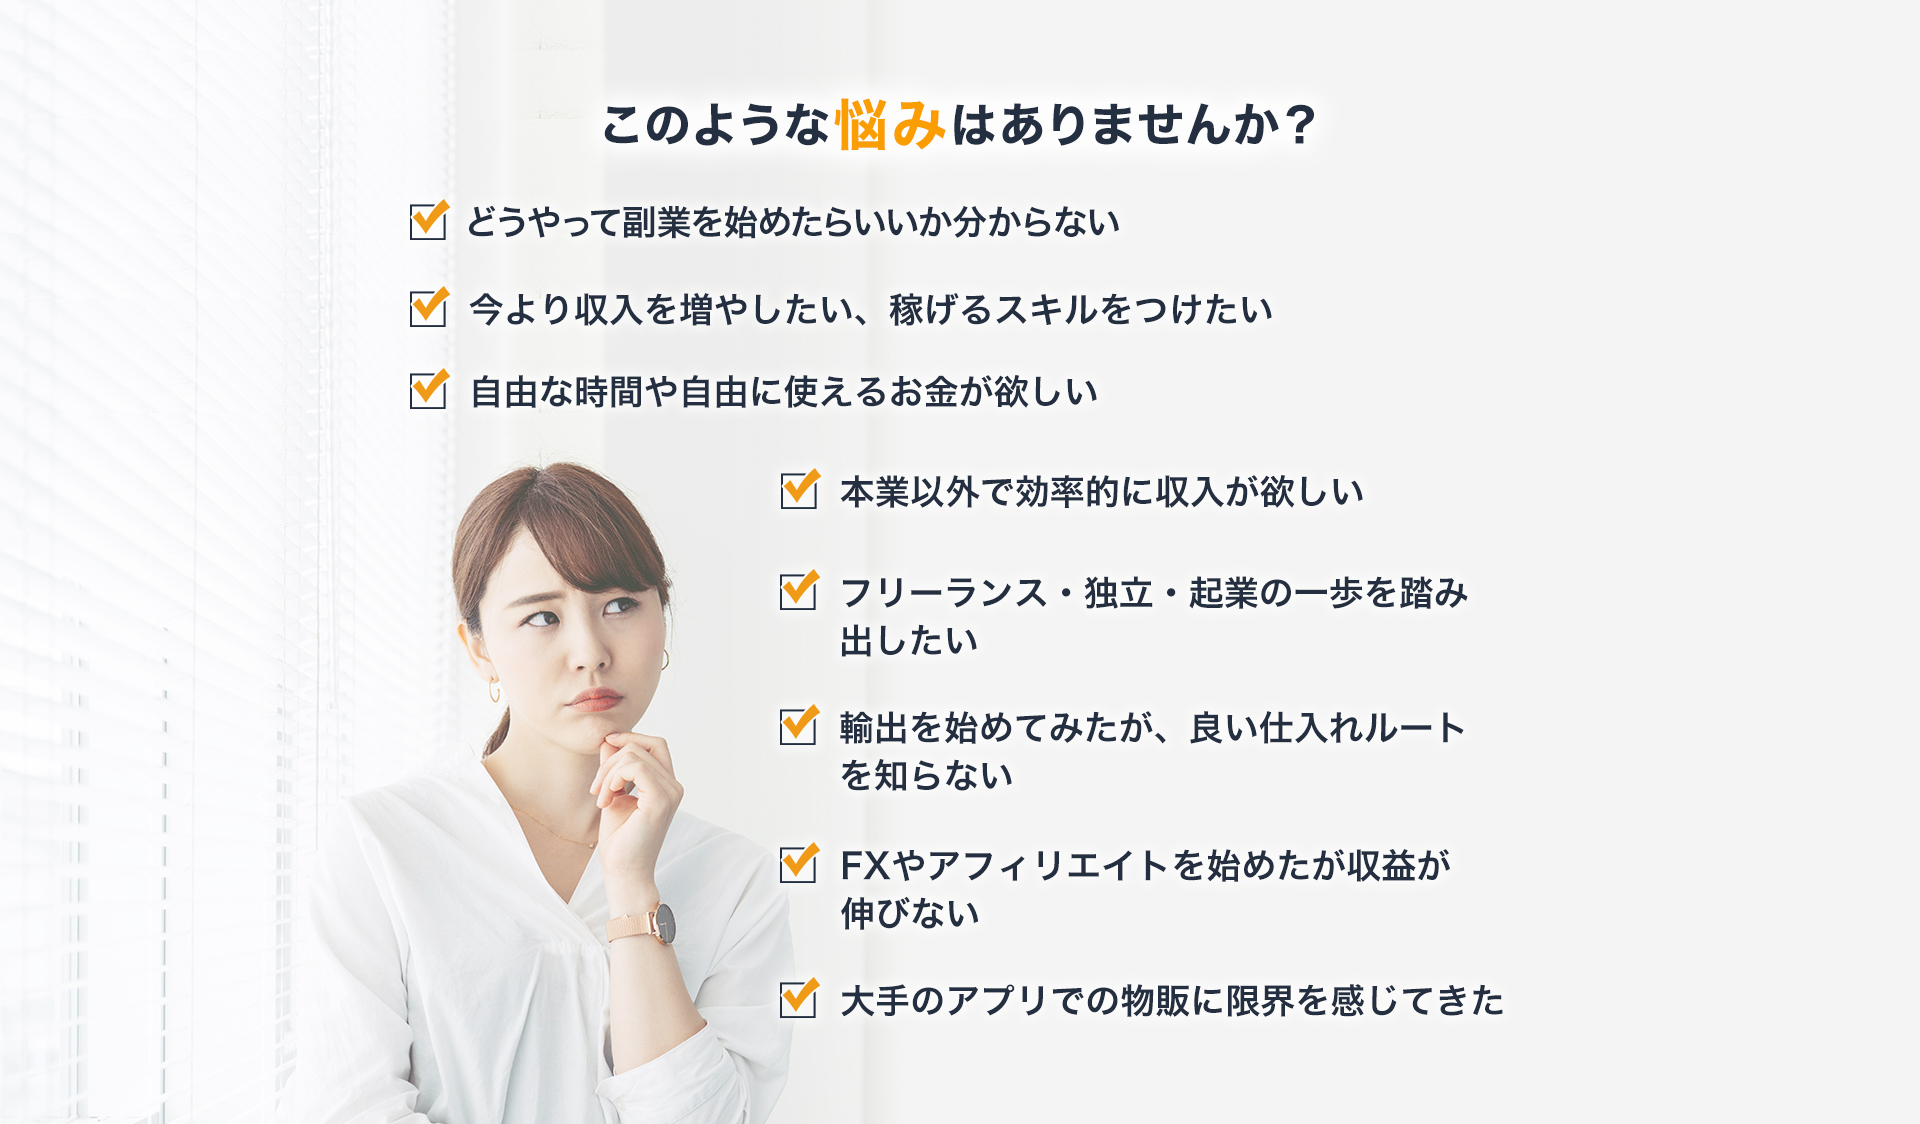 このような悩みはありませんか？
どうやって副業を始めたらいいか分からない
今より収入を増やしたい、稼げるスキルをつけたい
自由な時間や自由に使えるお金が欲しい
本業以外で効率的に収入が欲しい
フリーランス・独立・起業の一歩を踏み
出したい
輸出を始めてみたが、良い仕入れルート
を知らない
FXやアフィリエイトを始めたが収益が
伸びない
大手のアプリでの物販に限界を感じてきた